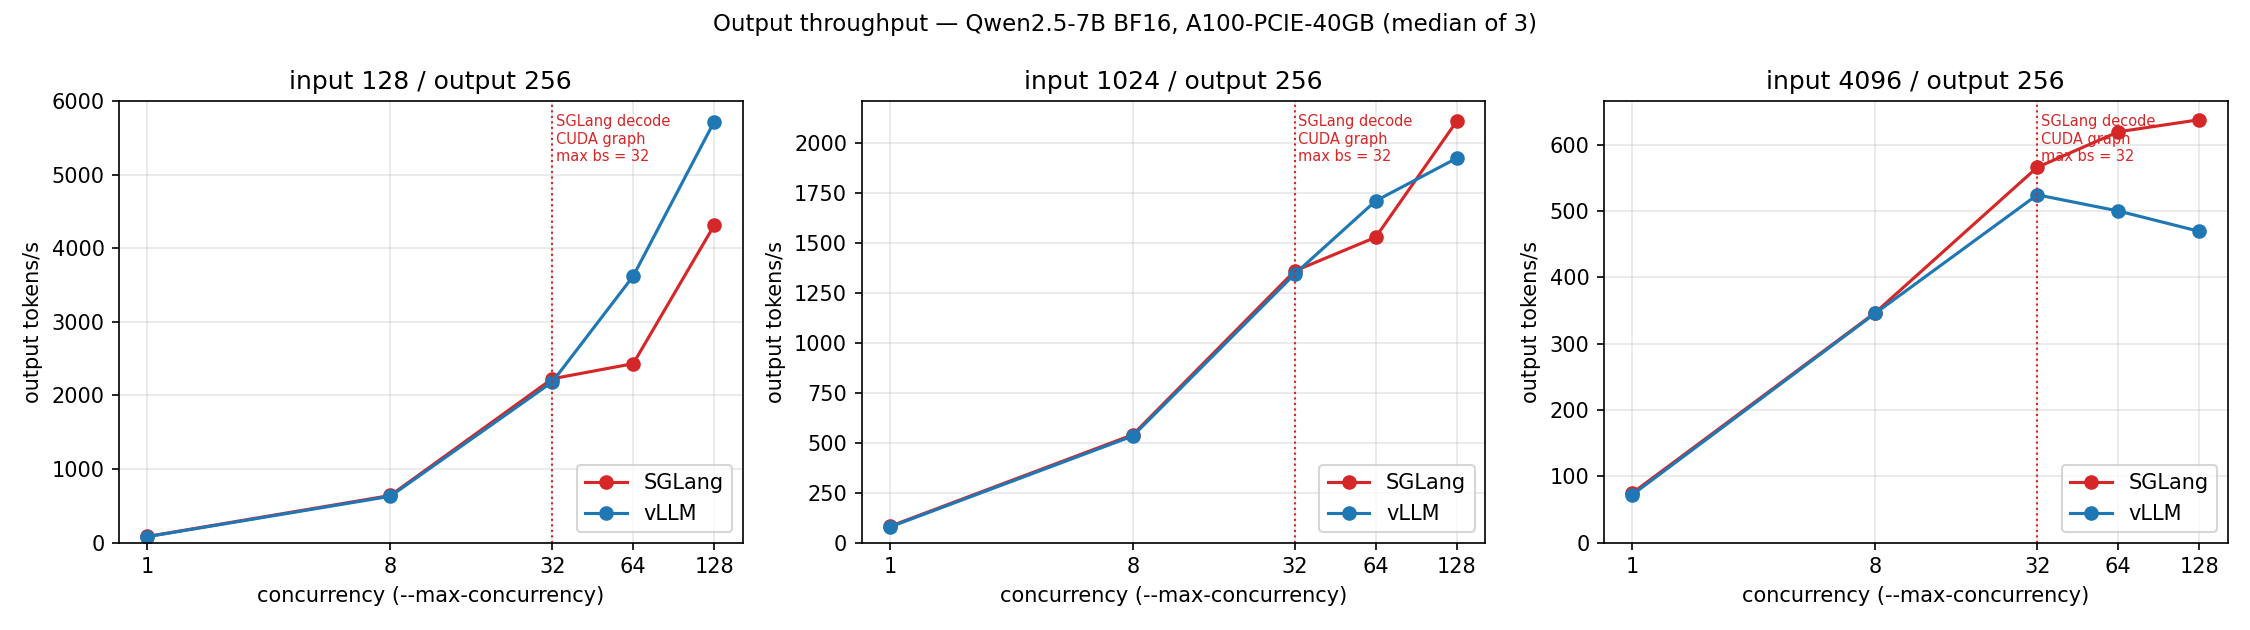 Output throughput — Qwen2.5-7B BF16, A100-PCIE-40GB (median of 3)
input 128 / output 256
6000
5000
4000
3000
2000
1000
0
output tokens/s
SGLang decode
CUDA graph
max bs = 32
SGLang
vLLM
1 8 32 64 128
concurrency (--max-concurrency)
input 1024 / output 256
2000
1750
1500
1250
1000
750
500
250
0
output tokens/s
SGLang decode
CUDA graph
max bs = 32
SGLang
vLLM
1 8 32 64 128
concurrency (--max-concurrency)
input 4096 / output 256
600
500
400
300
200
100
0
output tokens/s
SGLang decode
CUDA graph
max bs = 32
SGLang
vLLM
1 8 32 64 128
concurrency (--max-concurrency)